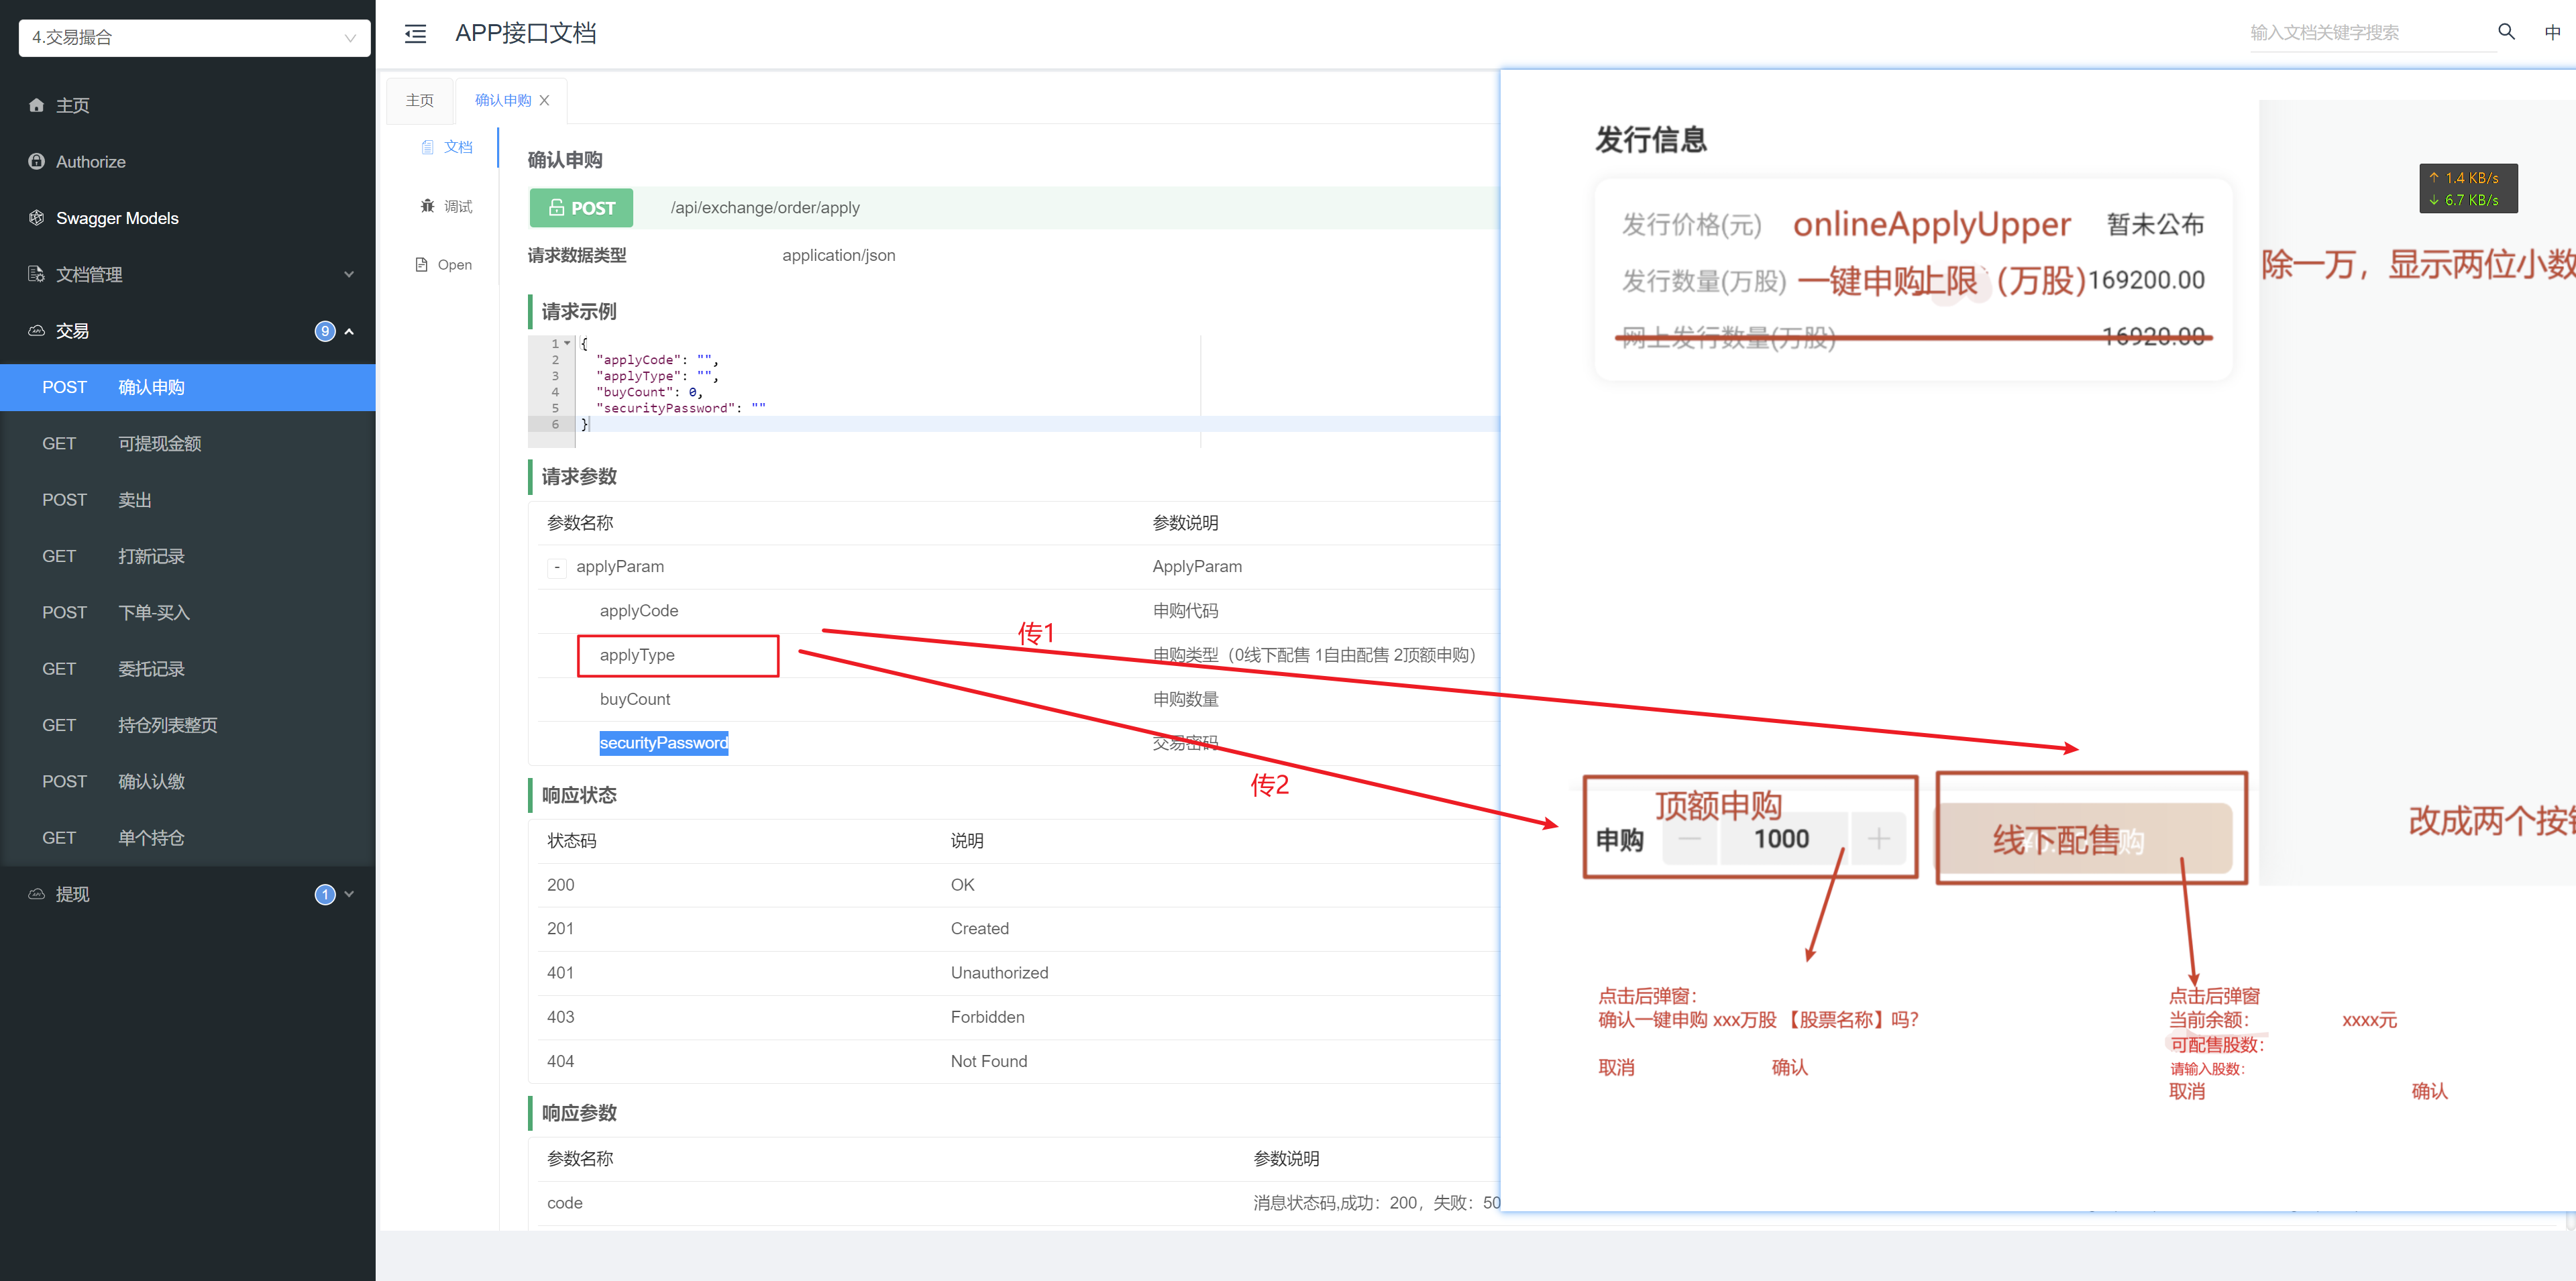 4.交易撮合
主页
Authorize
Swagger Models
文档管理
交易 9
POST 确认申购
GET 可提现金额
POST 卖出
GET 打新记录
POST 下单-买入
GET 委托记录
GET 持仓列表整页
POST 确认认缴
GET 单个持仓
提现 1
APP接口文档
输入文档关键字搜索
中
主页
确认申购
文档
调试
Open
确认申购
POST /api/exchange/order/apply
请求数据类型 application/json
请求示例
1 {
2 "applyCode": "",
3 "applyType": "",
4 "buyCount": 0,
5 "securityPassword": ""
6 }
请求参数
参数名称 参数说明
- applyParam ApplyParam
applyCode 申购代码
传1
applyType 申购类型（0线下配售 1自由配售 2顶额申购）
buyCount 申购数量
securityPassword 交易密码
传2
响应状态
状态码 说明
200 OK
201 Created
401 Unauthorized
403 Forbidden
404 Not Found
响应参数
参数名称 参数说明
code 消息状态码,成功：200，失败：50
发行信息
发行价格(元) onlineApplyUpper 暂未公布
发行数量(万股) 一键申购上限（万股) 169200.00
网上发行数量(万股) 16920.00
↑ 1.4 KB/s
↓ 6.7 KB/s
除一万，显示两位小数
顶额申购
申购 — 1000 +
线下配售
购
改成两个按钮
点击后弹窗：
确认一键申购 xxx万股 【股票名称】吗？
取消 确认
点击后弹窗
当前余额： xxxx元
可配售股数：
请输入股数：
取消 确认